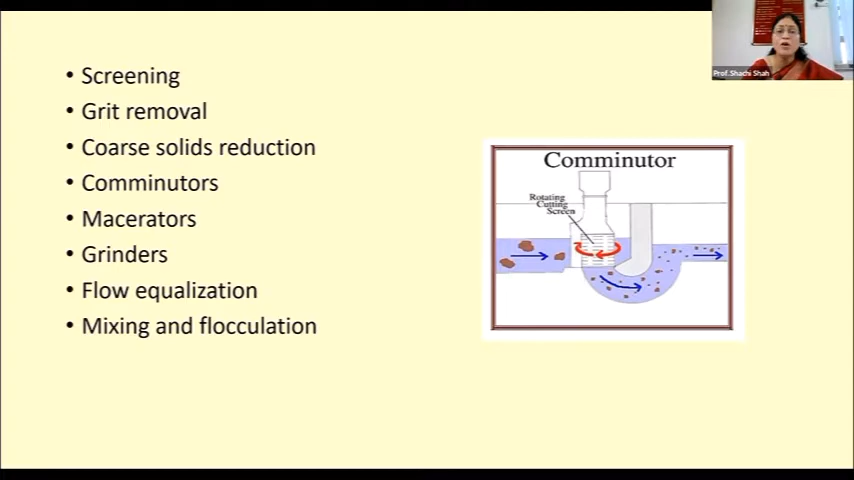 Prof. Shachi Shah
• Screening
• Grit removal
• Coarse solids reduction
• Comminutors
• Macerators
• Grinders
• Flow equalization
• Mixing and flocculation
Comminutor
Rotating
Cutting
Screen